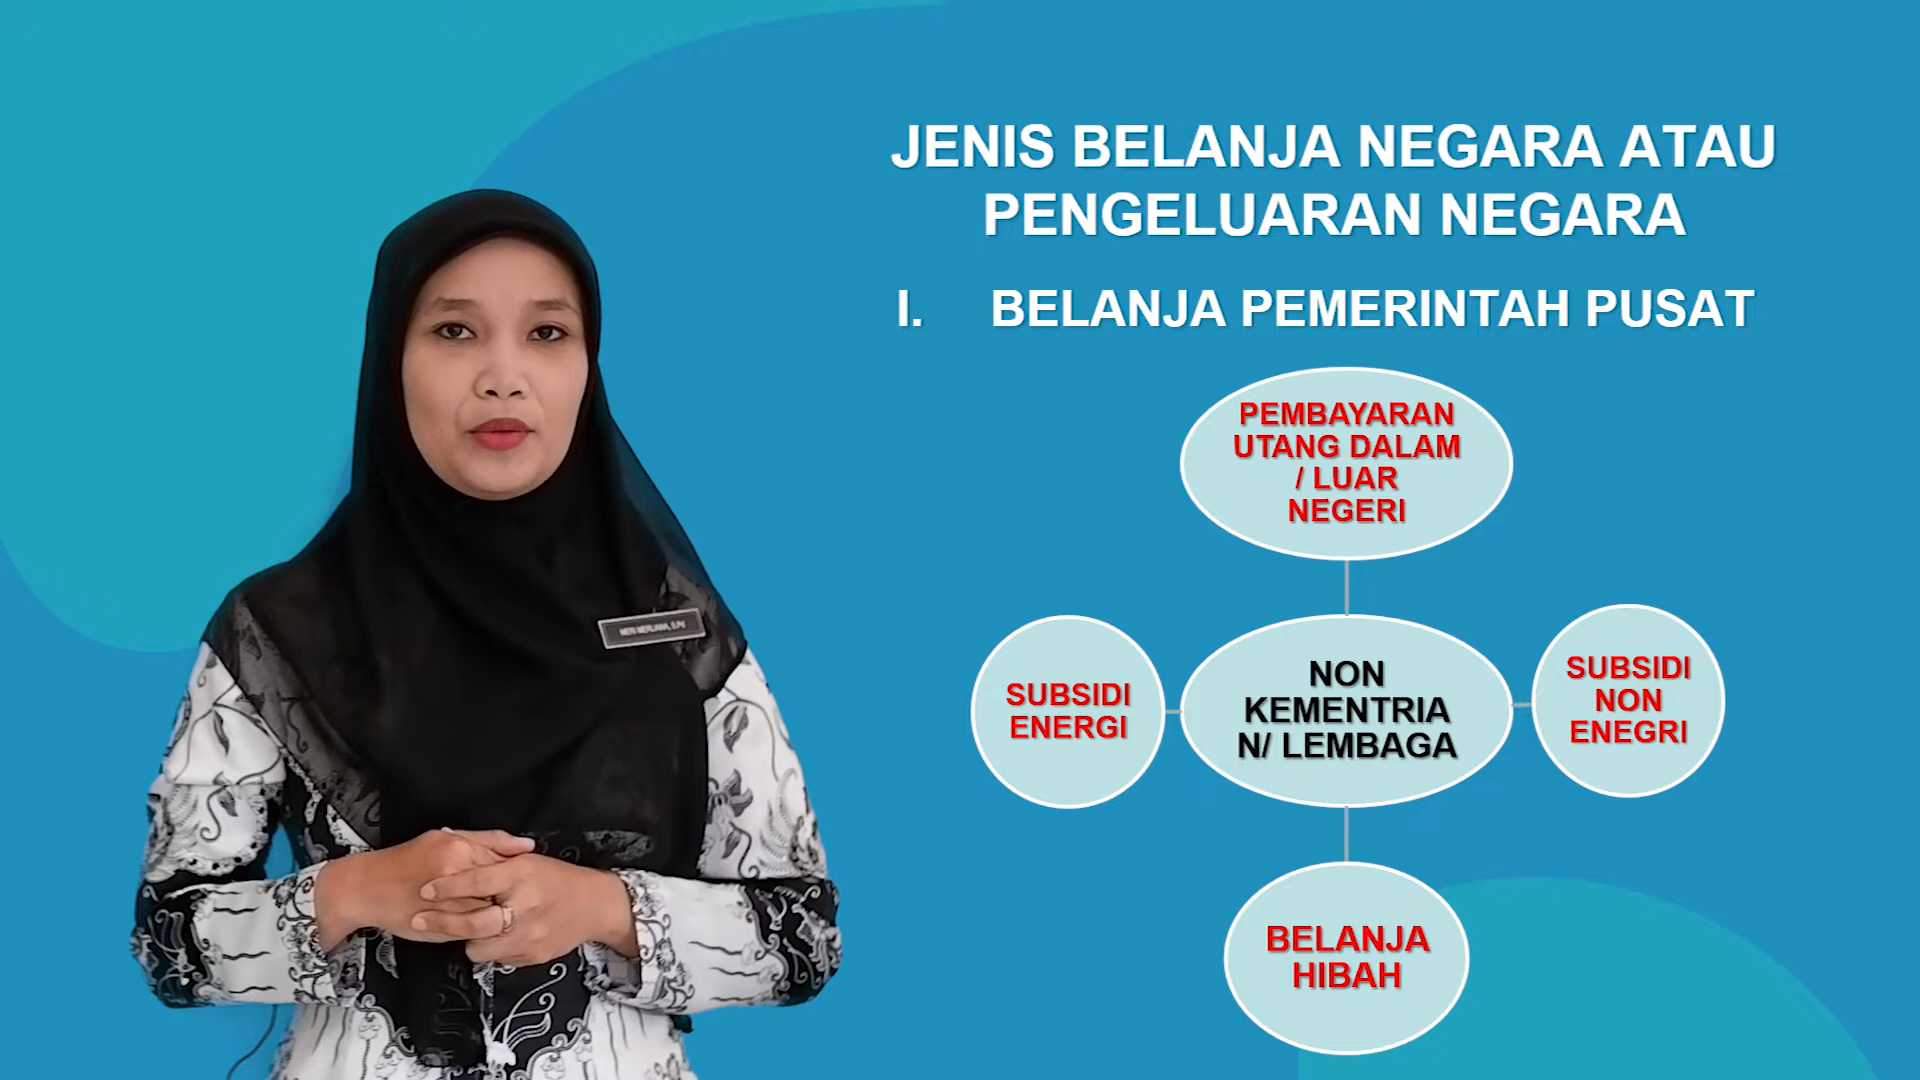 JENIS BELANJA NEGARA ATAU
PENGELUARAN NEGARA
I. BELANJA PEMERINTAH PUSAT
PEMBAYARAN
UTANG DALAM
/ LUAR
NEGERI
SUBSIDI
ENERGI
NON
KEMENTRIA
N/ LEMBAGA
SUBSIDI
NON
ENEGRI
BELANJA
HIBAH